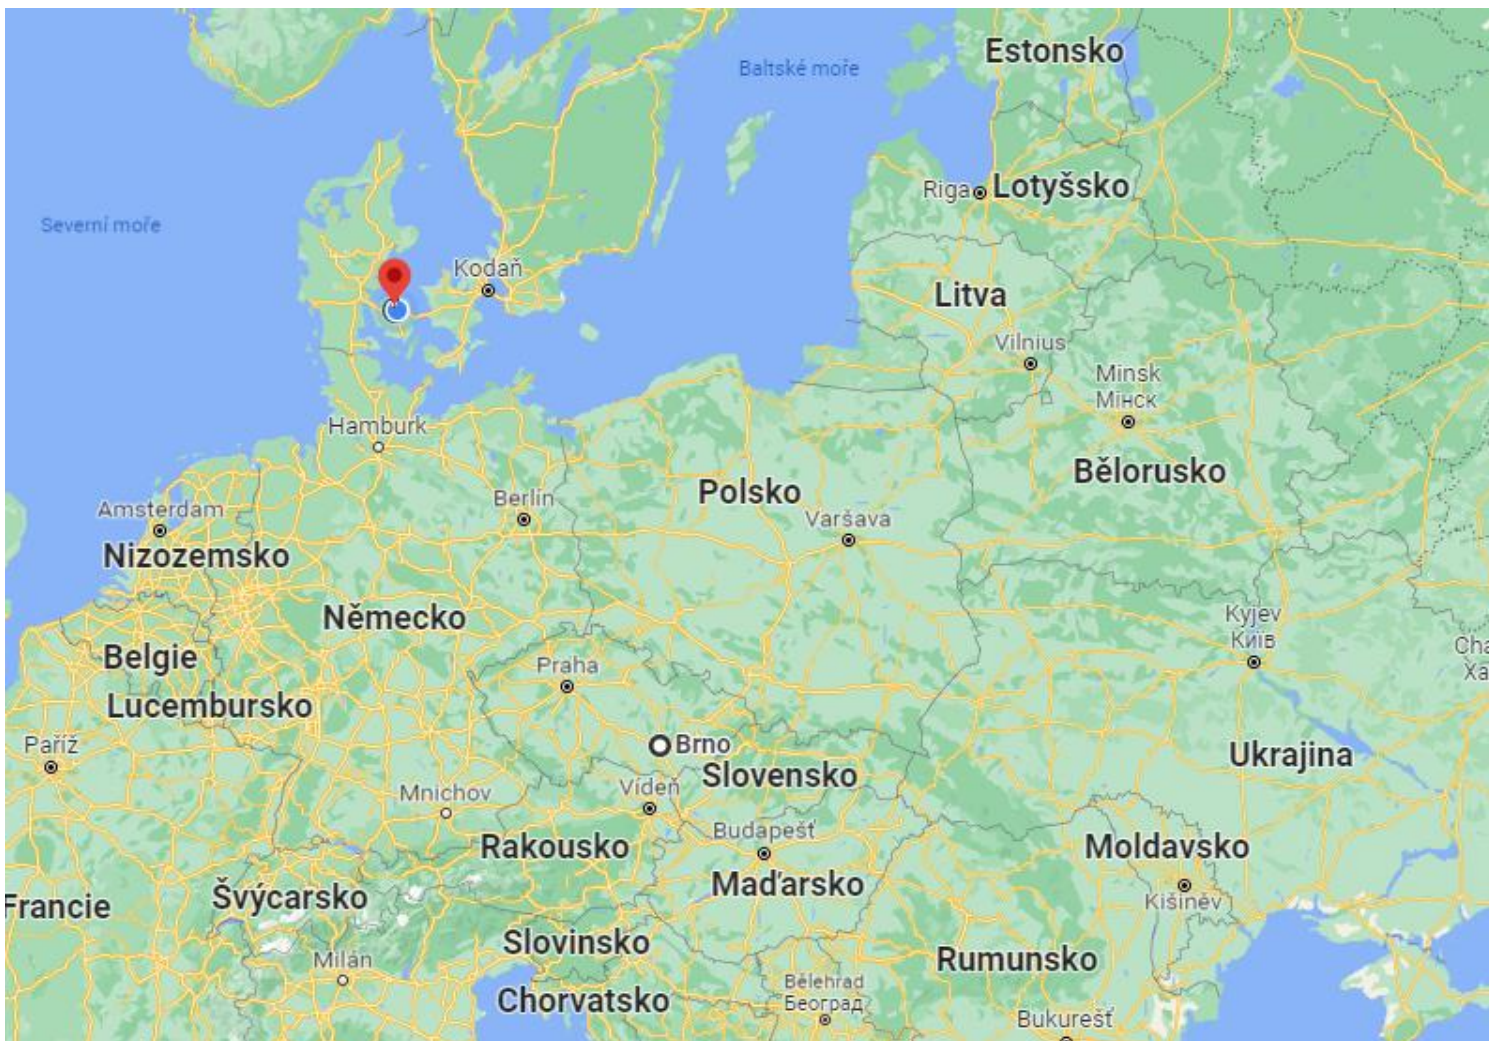 Estonsko
Baltské moře
Riga
Lotyšsko
Severní moře
Kodaň
Litva
Vilnius
Minsk
Мінск
Hamburk
Bělorusko
Polsko
Berlín
Amsterdam
Varšava
Nizozemsko
Německo
Kyjev
Київ
Belgie
Praha
Cha
Ха
Lucembursko
Paříž
Brno
Ukrajina
Slovensko
Mnichov
Vídeň
Budapešť
Rakousko
Moldavsko
Maďarsko
Švýcarsko
Kišiněv
Francie
Slovinsko
Milán
Rumunsko
Bělehrad
Београд
Chorvatsko
Bukurešť